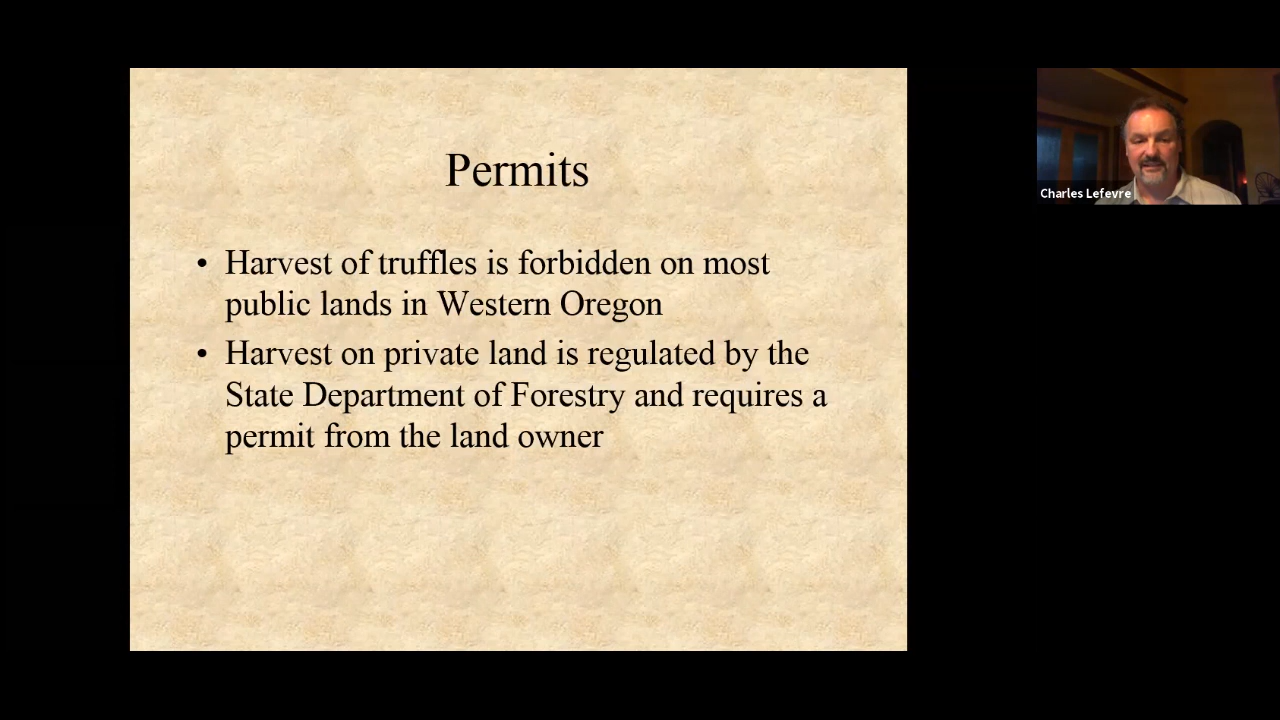 Permits
• Harvest of truffles is forbidden on most
public lands in Western Oregon
• Harvest on private land is regulated by the
State Department of Forestry and requires a
permit from the land owner
Charles Lefevre